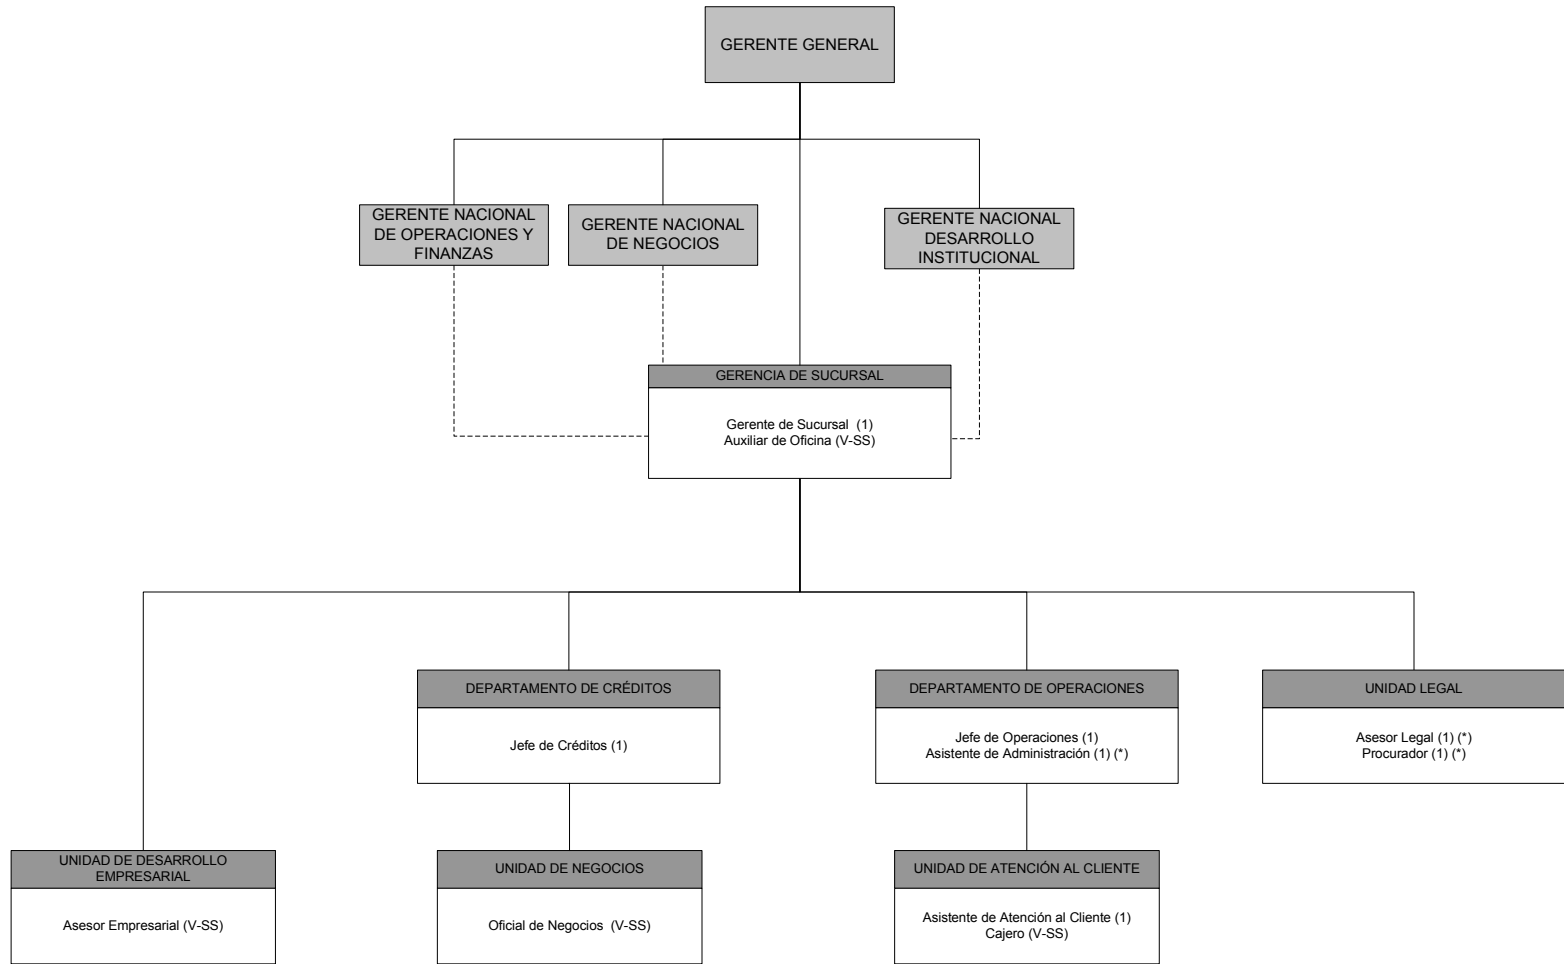 GERENTE GENERAL
GERENTE NACIONAL
DE OPERACIONES Y
FINANZAS
GERENTE NACIONAL
DE NEGOCIOS
GERENTE NACIONAL
DESARROLLO
INSTITUCIONAL
GERENCIA DE SUCURSAL
Gerente de Sucursal (1)
Auxiliar de Oficina (V-SS)
DEPARTAMENTO DE CRÉDITOS
Jefe de Créditos (1)
DEPARTAMENTO DE OPERACIONES
Jefe de Operaciones (1)
Asistente de Administración (1) (*)
UNIDAD LEGAL
Asesor Legal (1) (*)
Procurador (1) (*)
UNIDAD DE DESARROLLO
EMPRESARIAL
Asesor Empresarial (V-SS)
UNIDAD DE NEGOCIOS
Oficial de Negocios (V-SS)
UNIDAD DE ATENCIÓN AL CLIENTE
Asistente de Atención al Cliente (1)
Cajero (V-SS)